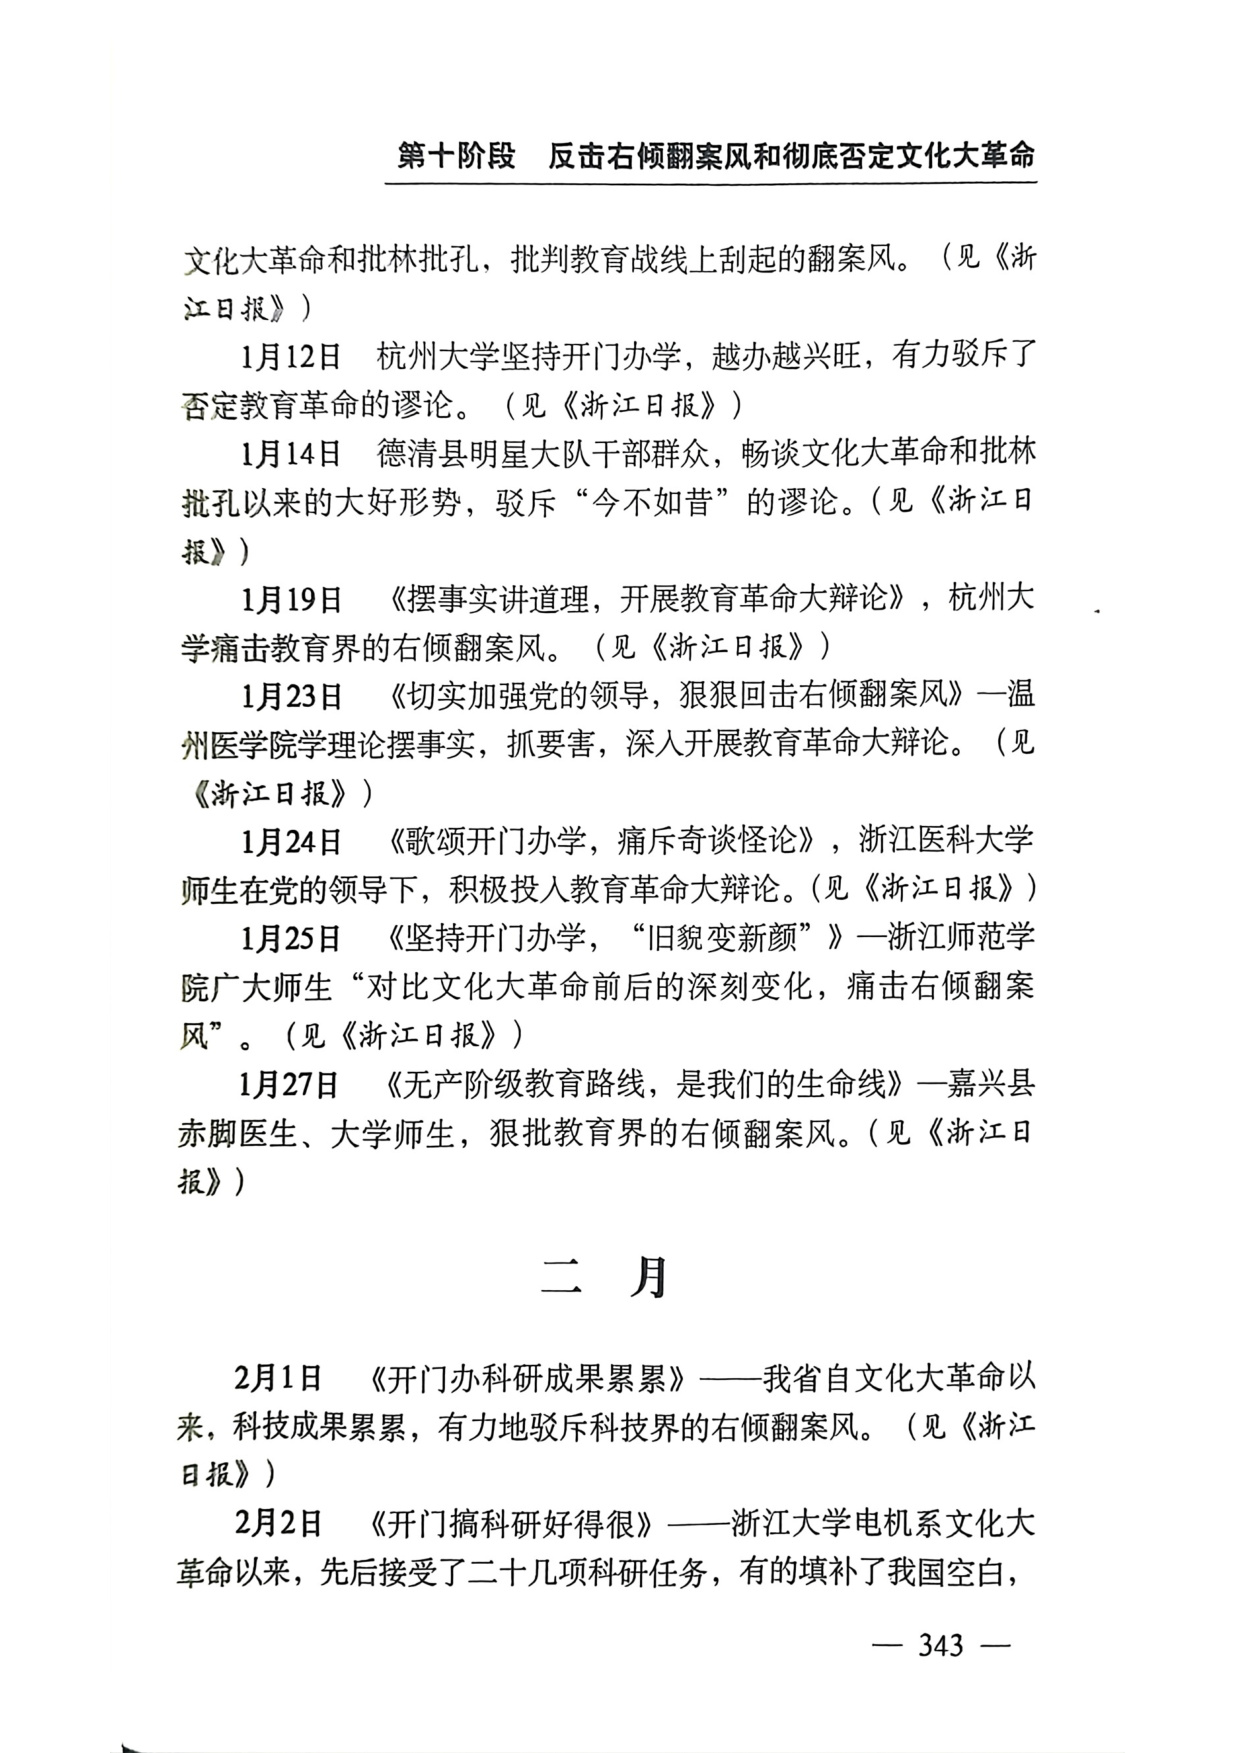 第十阶段 反击右倾翻案风和彻底否定文化大革命
文化大革命和批林批孔，批判教育战线上刮起的翻案风。（见《浙
江日报》）
1月12日 杭州大学坚持开门办学，越办越兴旺，有力驳斥了
否定教育革命的谬论。（见《浙江日报》）
1月14日 德清县明星大队干部群众，畅谈文化大革命和批林
批孔以来的大好形势，驳斥“今不如昔”的谬论。（见《浙江日
报》）
1月19日 《摆事实讲道理，开展教育革命大辩论》，杭州大
学痛击教育界的右倾翻案风。（见《浙江日报》）
1月23日 《切实加强党的领导，狠狠回击右倾翻案风》—温
州医学院学理论摆事实，抓要害，深入开展教育革命大辩论。（见
《浙江日报》）
1月24日 《歌颂开门办学，痛斥奇谈怪论》，浙江医科大学
师生在党的领导下，积极投入教育革命大辩论。（见《浙江日报》）
1月25日 《坚持开门办学，“旧貌变新颜”》—浙江师范学
院广大师生“对比文化大革命前后的深刻变化，痛击右倾翻案
风”。（见《浙江日报》）
1月27日 《无产阶级教育路线，是我们的生命线》—嘉兴县
赤脚医生、大学师生，狠批教育界的右倾翻案风。（见《浙江日
报》）
二 月
2月1日 《开门办科研成果累累》——我省自文化大革命以
来，科技成果累累，有力地驳斥科技界的右倾翻案风。（见《浙江
日报》）
2月2日 《开门搞科研好得很》——浙江大学电机系文化大
革命以来，先后接受了二十几项科研任务，有的填补了我国空白，
— 343 —